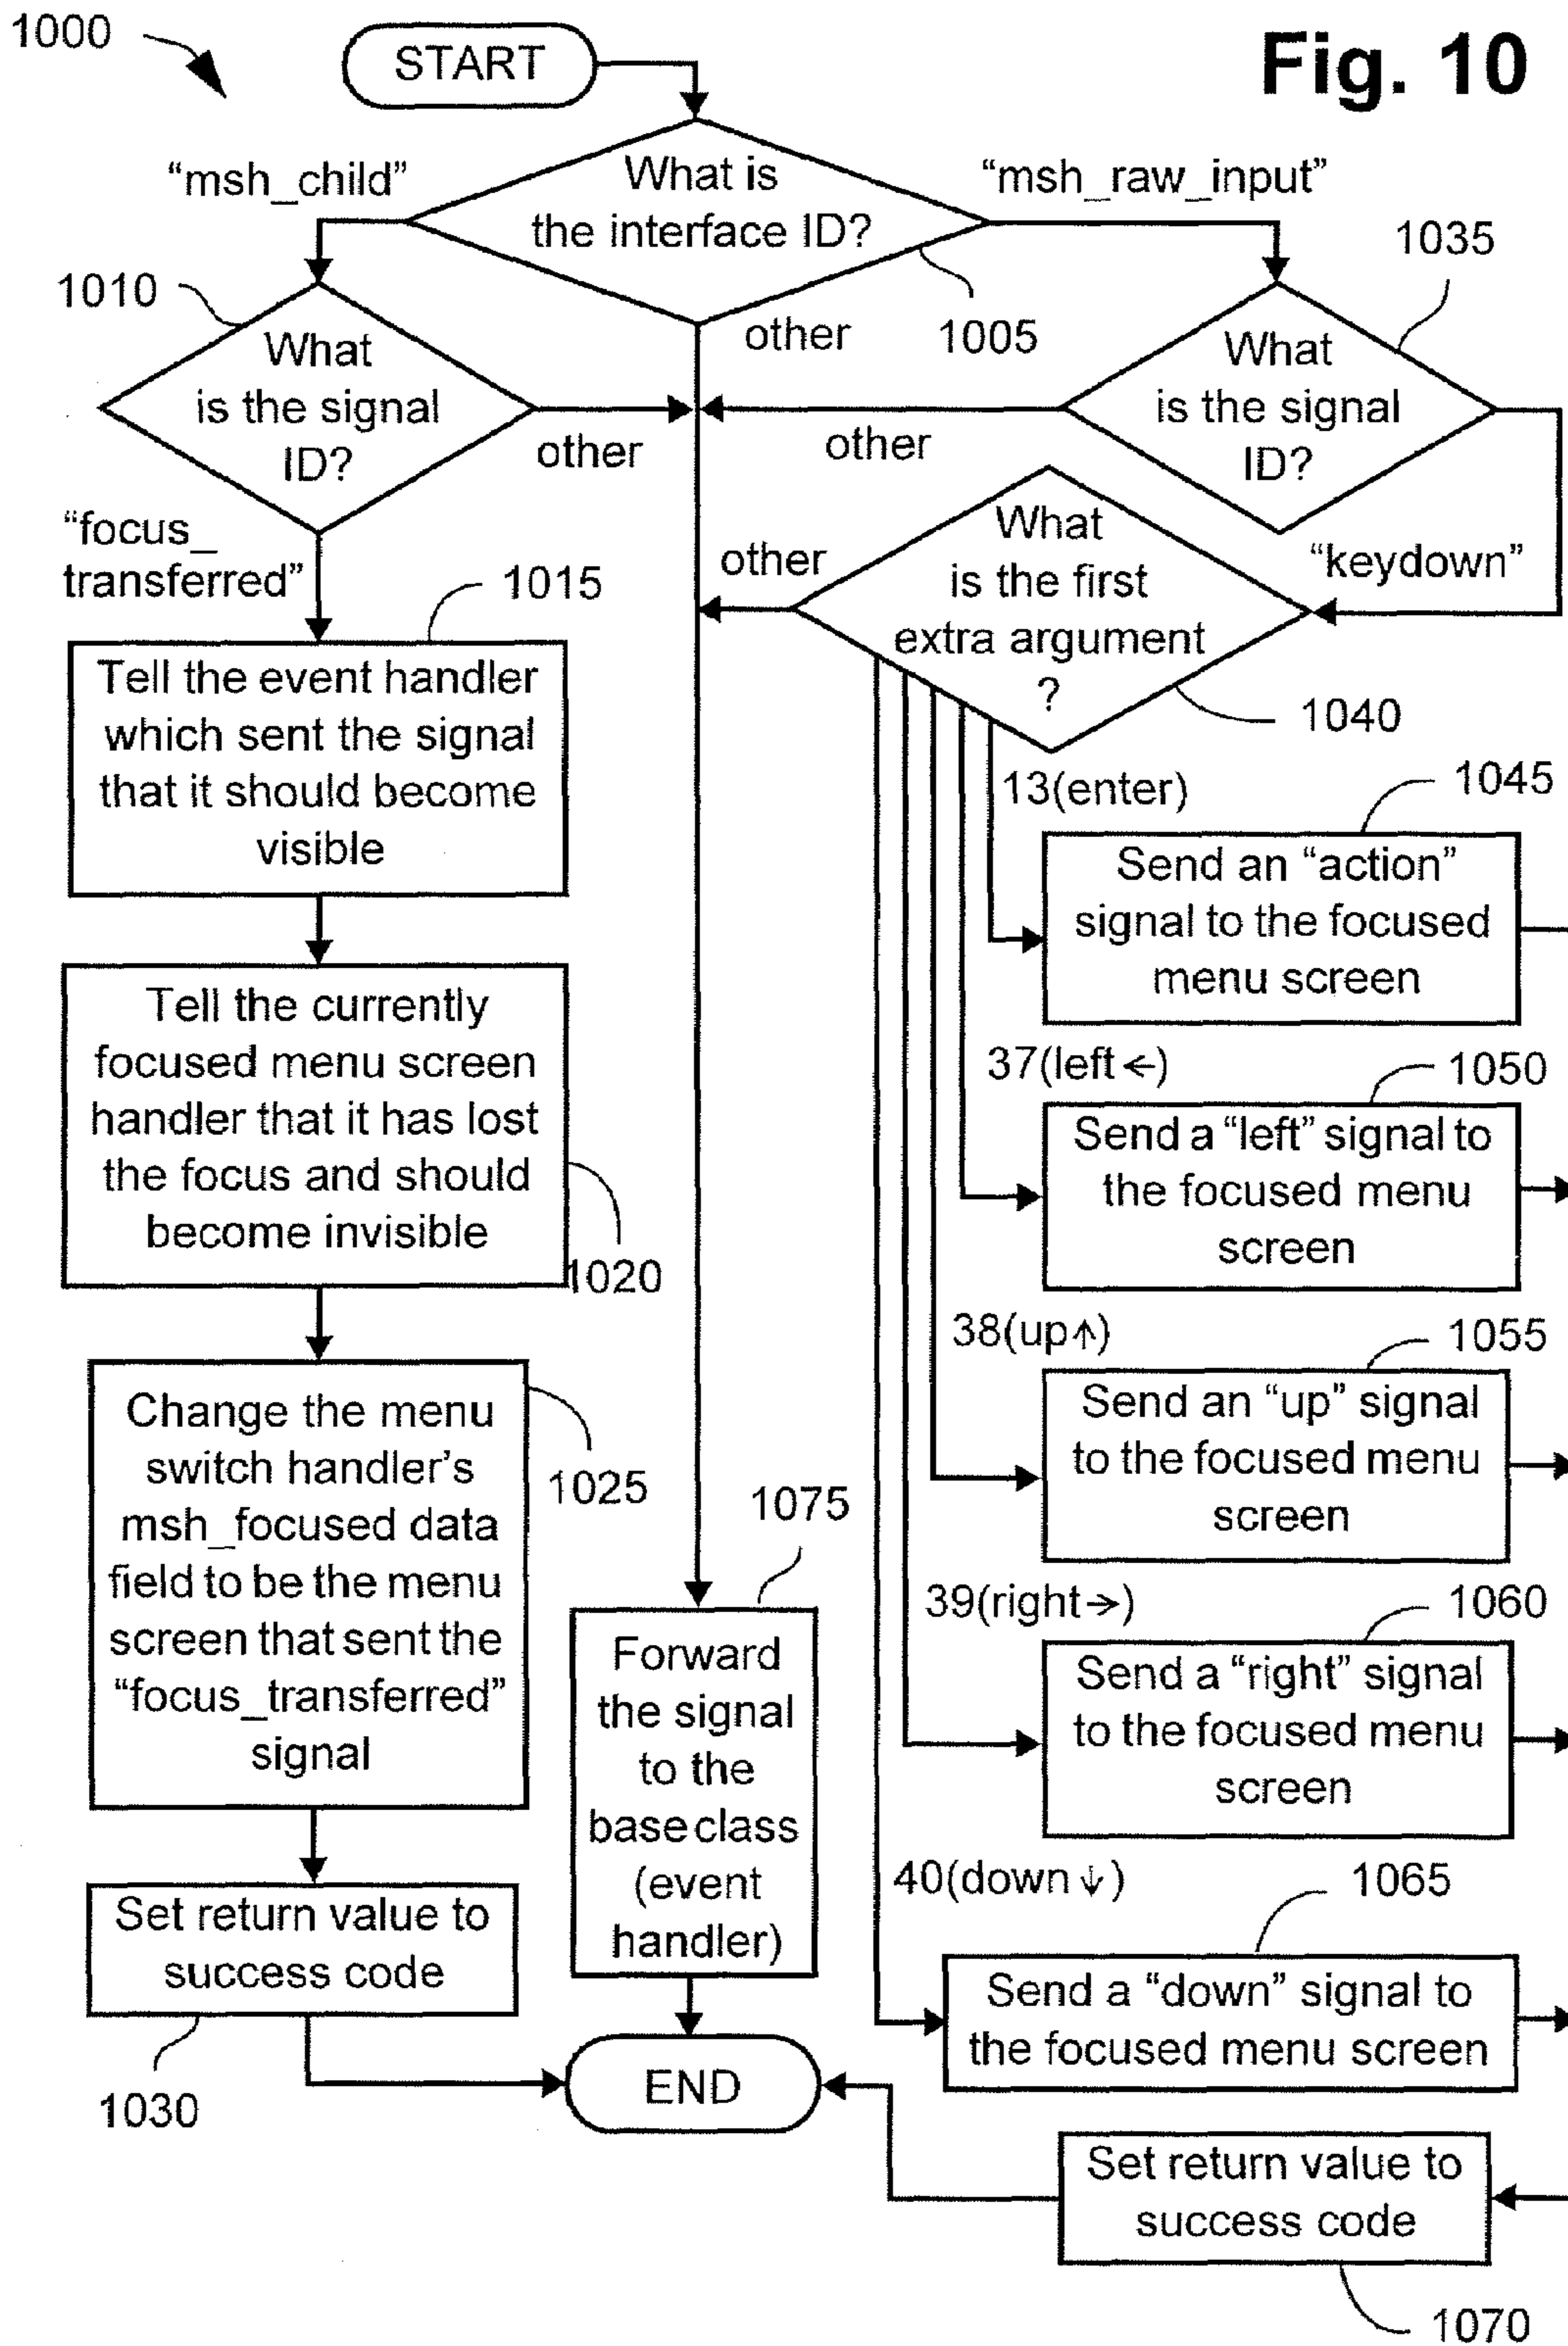 1000
START
Fig. 10
“msh_child”
What is
the interface ID?
“msh_raw_input”
1005
other
1010
What
is the signal
ID?
other
“focus_
transferred”
1035
What
is the signal
ID?
other
“keydown”
What
is the first
extra argument
?
other
1040
1015
Tell the event handler
which sent the signal
that it should become
visible
Tell the currently
focused menu screen
handler that it has lost
the focus and should
become invisible
1020
Change the menu
switch handler’s
msh_focused data
field to be the menu
screen that sent the
“focus_transferred”
signal
1025
Set return value to
success code
1030
1075
Forward
the signal
to the
base class
(event
handler)
END
13(enter)
1045
Send an “action”
signal to the focused
menu screen
37(left←)
1050
Send a “left” signal to
the focused menu
screen
38(up↑)
1055
Send an “up” signal
to the focused menu
screen
39(right→)
1060
Send a “right” signal
to the focused menu
screen
40(down↓)
1065
Send a “down” signal to
the focused menu screen
Set return value to
success code
1070